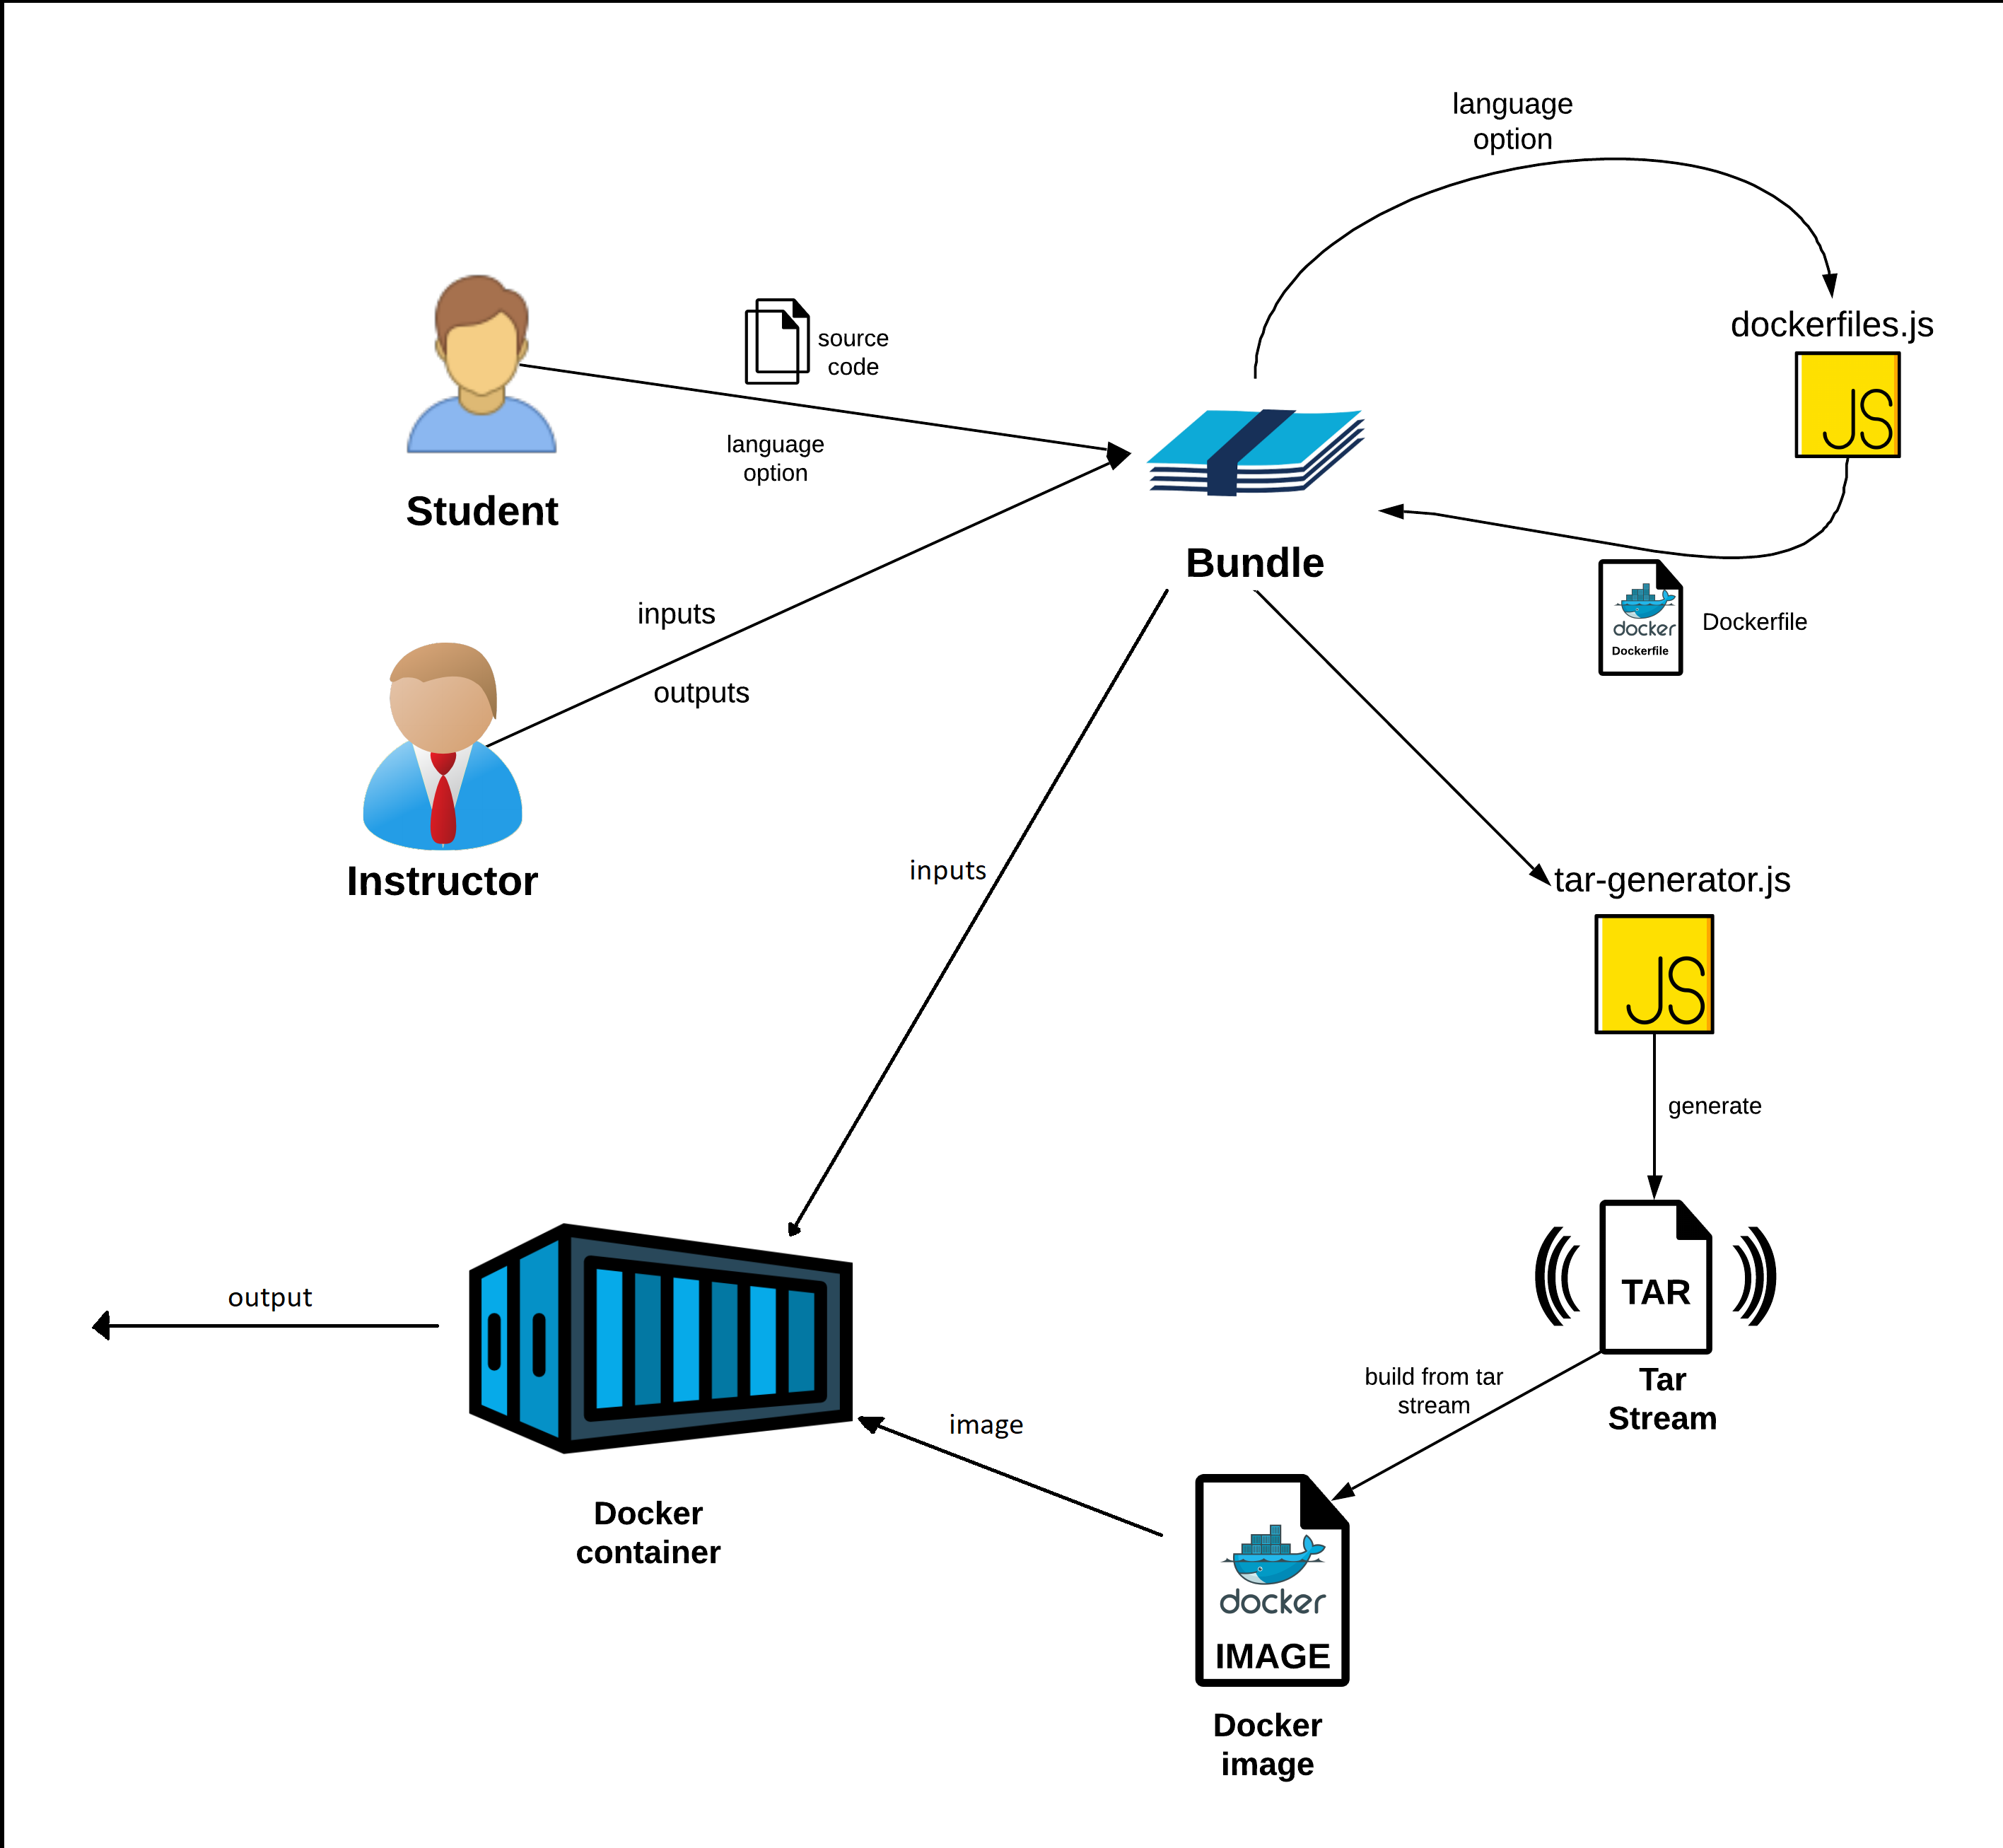 language
option
dockerfiles.js
JS
source
code
language
option
Student
Bundle
docker
Dockerfile
Dockerfile
inputs
outputs
Instructor
inputs
tar-generator.js
JS
generate
TAR
Tar
Stream
output
build from tar
stream
image
Docker
container
docker
IMAGE
Docker
image